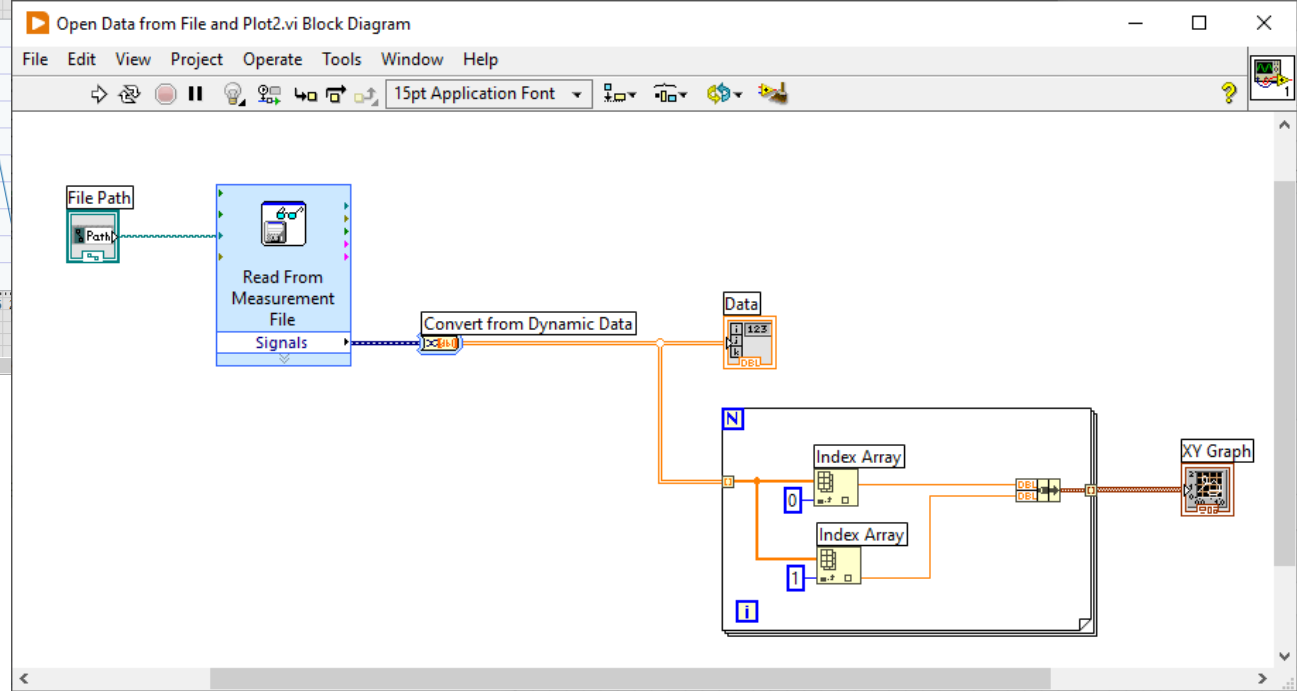 Open Data from File and Plot2.vi Block Diagram
File Edit View Project Operate Tools Window Help
15pt Application Font
1
File Path
Path
Read From
Measurement
File
Signals
Convert from Dynamic Data
Data
i 123
j
k
DBL
N
Index Array
0
DBL
DBL
XY Graph
Index Array
1
i